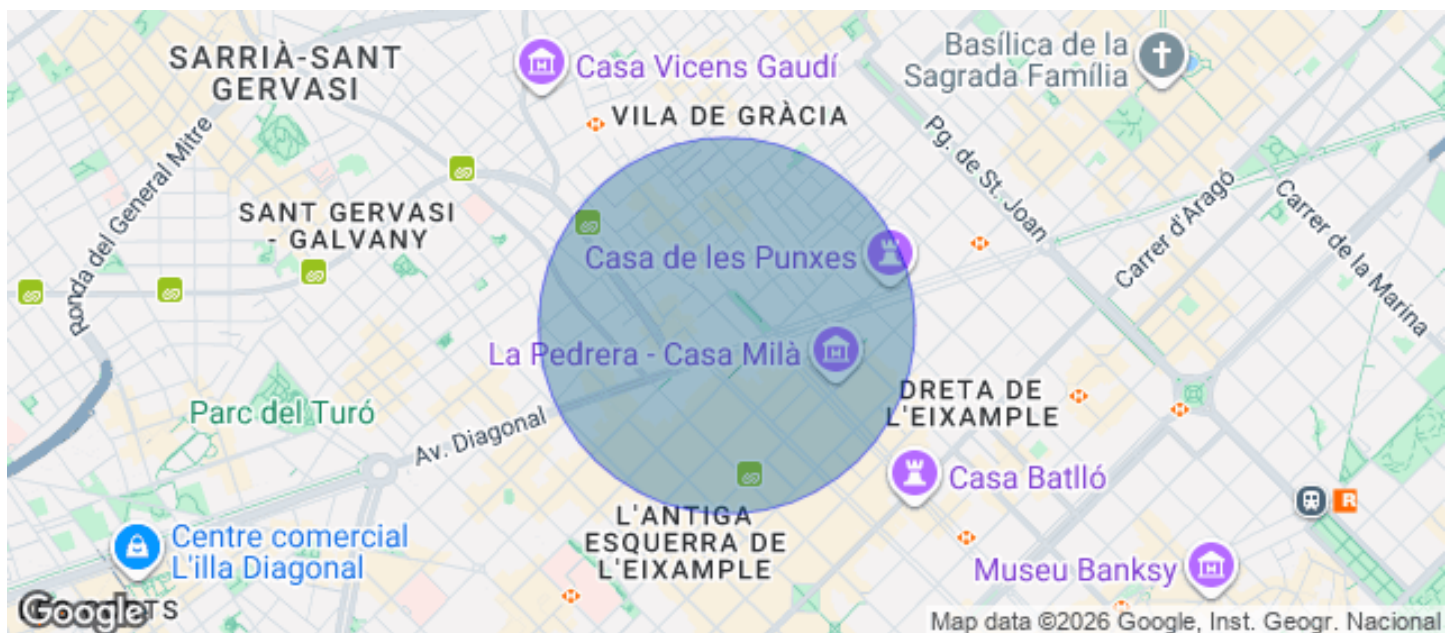 SARRIÀ-SANT
GERVASI
Casa Vicens Gaudí
Basílica de la
Sagrada Família
VILA DE GRÀCIA
Ronda del General Mitre
Pg. de St. Joan
SANT GERVASI
- GALVANY
Carrer d'Aragó
Carrer de la Marina
Casa de les Punxes
La Pedrera - Casa Milà
Parc del Turó
Av. Diagonal
DRETA DE
L'EIXAMPLE
Casa Batlló
L'ANTIGA
ESQUERRA DE
L'EIXAMPLE
Centre comercial
L'illa Diagonal
R
Museu Banksy
Google
Map data ©2026 Google, Inst. Geogr. Nacional